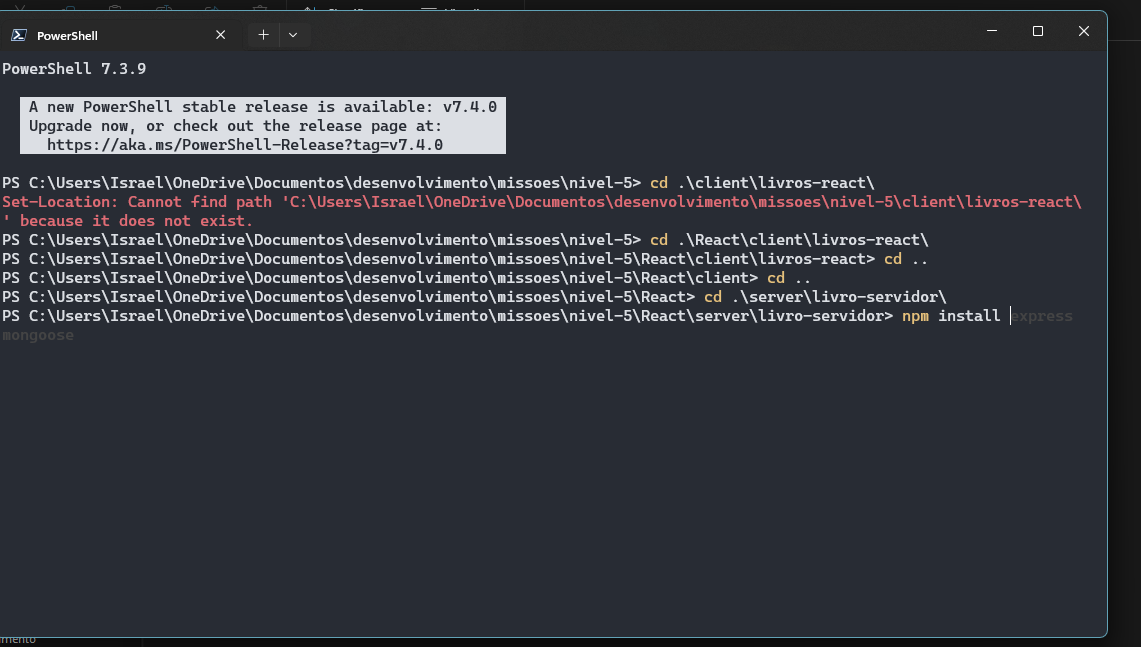 PowerShell
PowerShell 7.3.9
A new PowerShell stable release is available: v7.4.0
Upgrade now, or check out the release page at:
https://aka.ms/PowerShell-Release?tag=v7.4.0
PS C:\Users\Israel\OneDrive\Documentos\desenvolvimento\missoes\nivel-5> cd .\client\livros-react\
Set-Location: Cannot find path 'C:\Users\Israel\OneDrive\Documentos\desenvolvimento\missoes\nivel-5\client\livros-react\
' because it does not exist.
PS C:\Users\Israel\OneDrive\Documentos\desenvolvimento\missoes\nivel-5> cd .\React\client\livros-react\
PS C:\Users\Israel\OneDrive\Documentos\desenvolvimento\missoes\nivel-5\React\client\livros-react> cd ..
PS C:\Users\Israel\OneDrive\Documentos\desenvolvimento\missoes\nivel-5\React\client> cd ..
PS C:\Users\Israel\OneDrive\Documentos\desenvolvimento\missoes\nivel-5\React> cd .\server\livro-servidor\
PS C:\Users\Israel\OneDrive\Documentos\desenvolvimento\missoes\nivel-5\React\server\livro-servidor> npm install express
mongoose